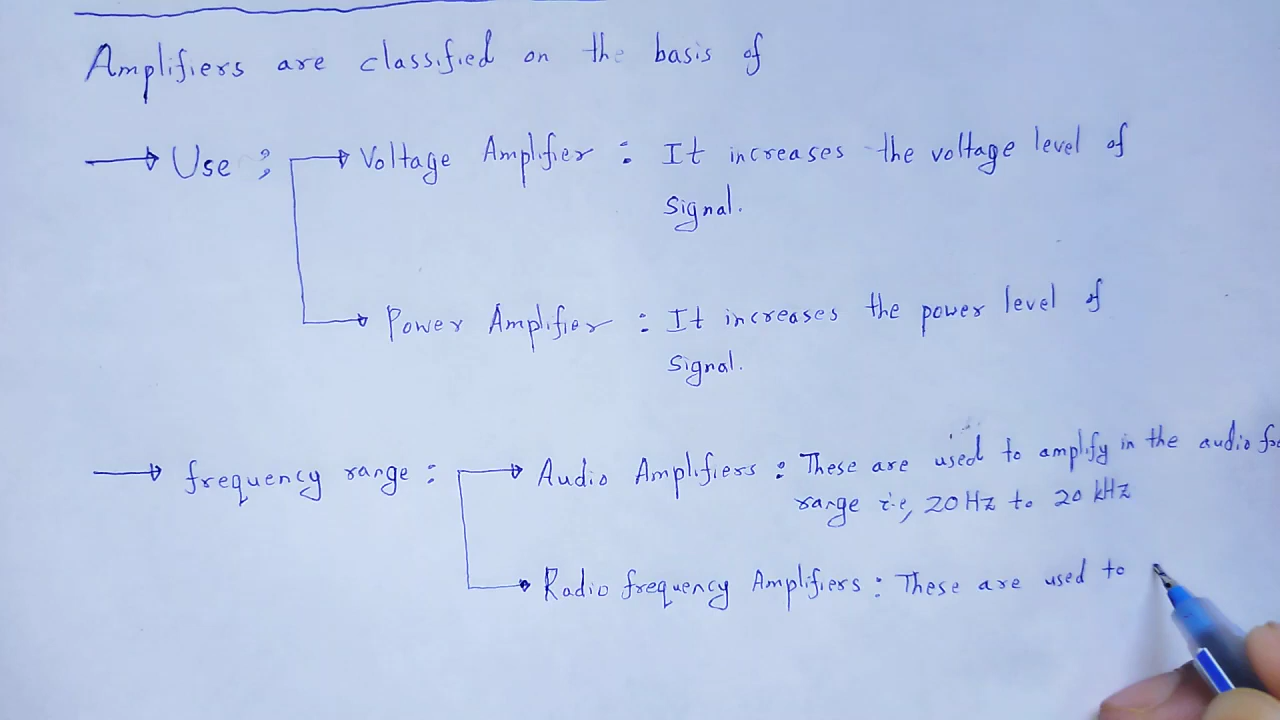 Amplifiers are classified on the basis of
→ Use : → Voltage Amplifier : It increases the voltage level of
signal.
→ Power Amplifier : It increases the power level of
signal.
→ frequency range : → Audio Amplifiers : These are used to amplify in the audio
range i.e, 20Hz to 20 kHz
→ Radio frequency Amplifiers : These are used to